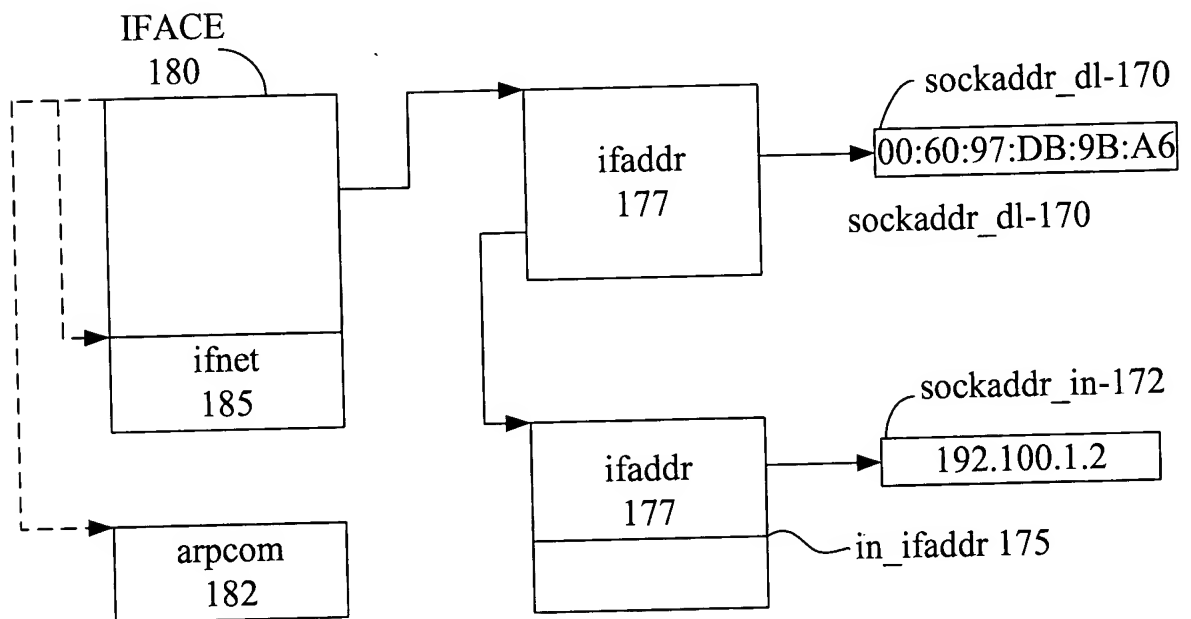 IFACE
180
sockaddr_dl-170
00:60:97:DB:9B:A6
ifaddr
177
sockaddr_dl-170
ifnet
185
sockaddr_in-172
192.100.1.2
ifaddr
177
in_ifaddr 175
arpcom
182